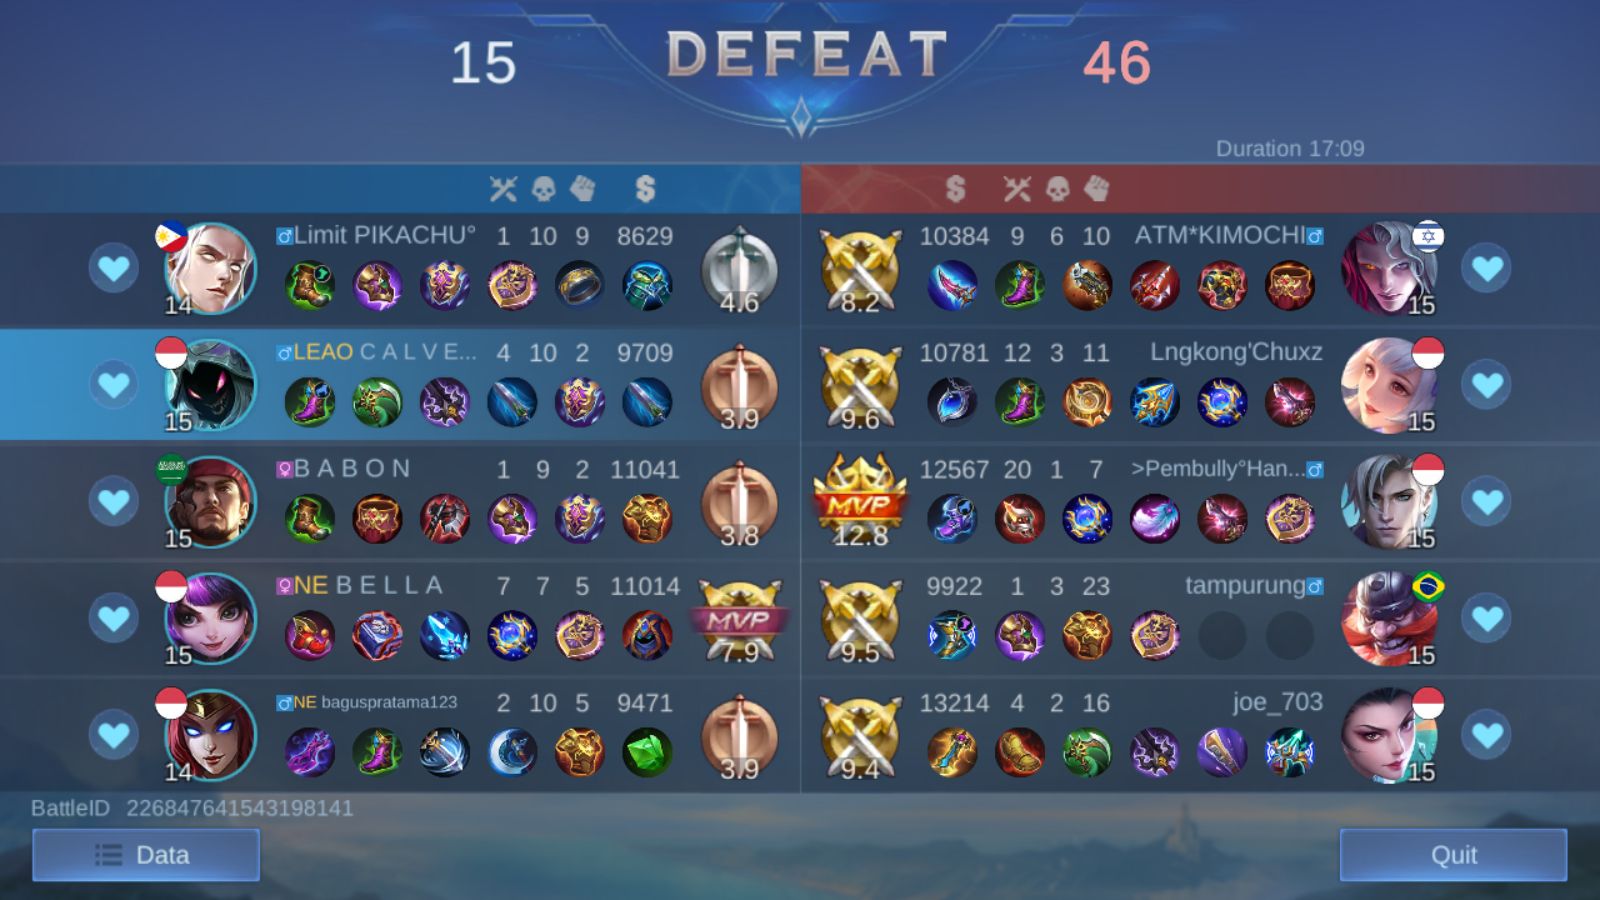 15 DEFEAT 46
Duration 17:09
Limit PIKACHU° 1 10 9 8629
14 4.6
10384 9 6 10 ATM*KIMOCHI
8.2 15
LEAO C A L V E... 4 10 2 9709
15 3.9
10781 12 3 11 Lngkong'Chuxz
9.6 15
B A B O N 1 9 2 11041
15 3.8
12567 20 1 7 >Pembully°Han...
MVP
12.8 15
NE B E L L A 7 7 5 11014
MVP
15 7.9
9922 1 3 23 tampurung
9.5 15
NE baguspratama123 2 10 5 9471
14 3.9
13214 4 2 16 joe_703
9.4 15
BattleID 226847641543198141
Data
Quit